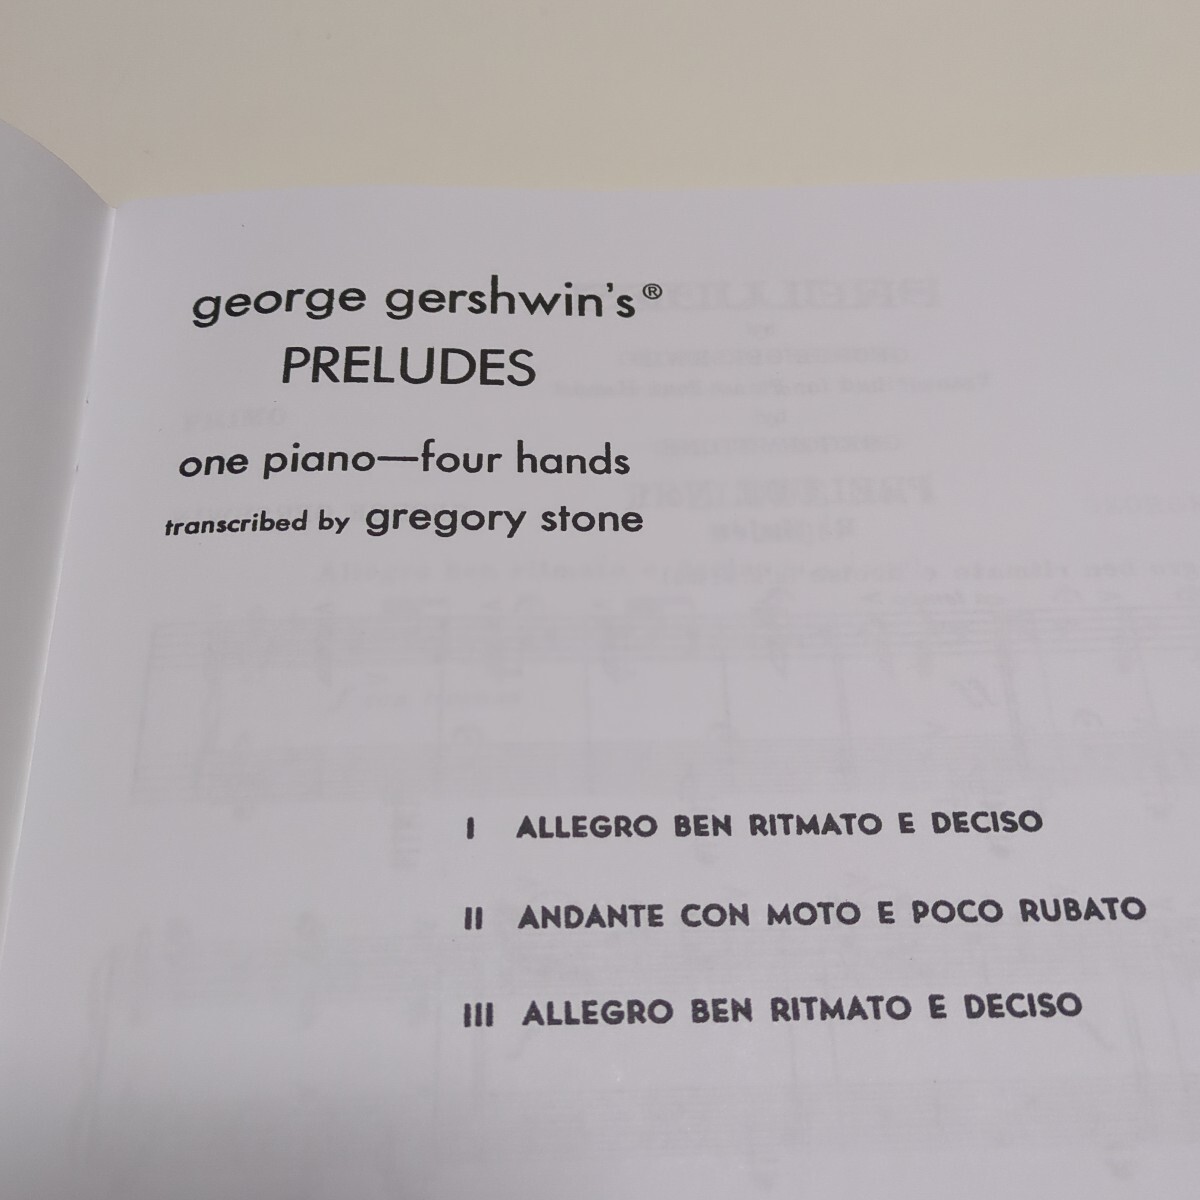 george gershwin's®
PRELUDES
one piano—four hands
transcribed by gregory stone
I ALLEGRO BEN RITMATO E DECISO
II ANDANTE CON MOTO E POCO RUBATO
III ALLEGRO BEN RITMATO E DECISO